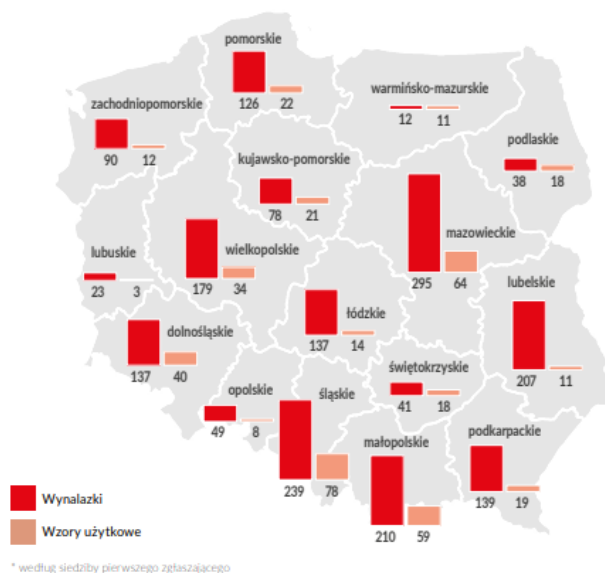 pomorskie
126 22
warmińsko-mazurskie
12 11
zachodniopomorskie
90 12
podlaskie
38 18
kujawsko-pomorskie
78 21
mazowieckie
295 64
wielkopolskie
179 34
lubuskie
23 3
lubelskie
207 11
łódzkie
137 14
dolnośląskie
137 40
świętokrzyskie
41 18
opolskie
49 8
śląskie
239 78
małopolskie
210 59
podkarpackie
139 19
Wynalazki
Wzory użytkowe
* według siedziby pierwszego zgłaszającego